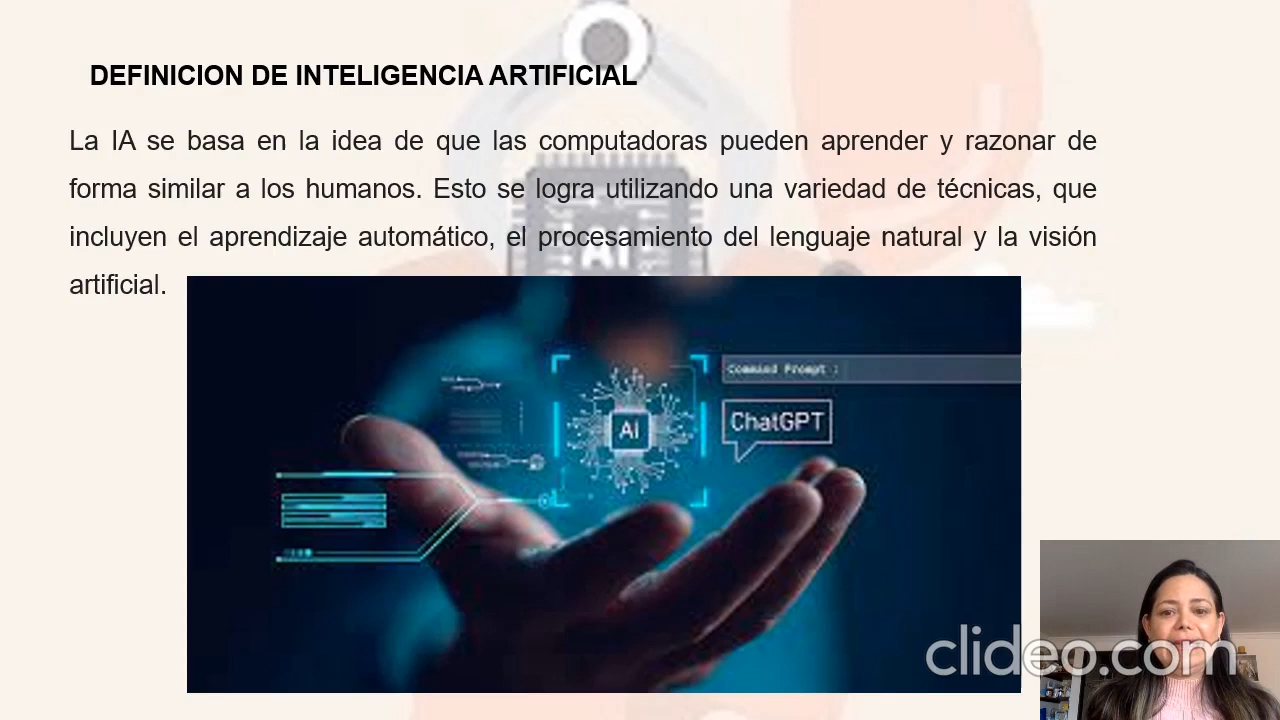 DEFINICION DE INTELIGENCIA ARTIFICIAL
La IA se basa en la idea de que las computadoras pueden aprender y razonar de
forma similar a los humanos. Esto se logra utilizando una variedad de técnicas, que
incluyen el aprendizaje automático, el procesamiento del lenguaje natural y la visión
artificial.
AI
Command Prompt :
AI
ChatGPT
clideo.com